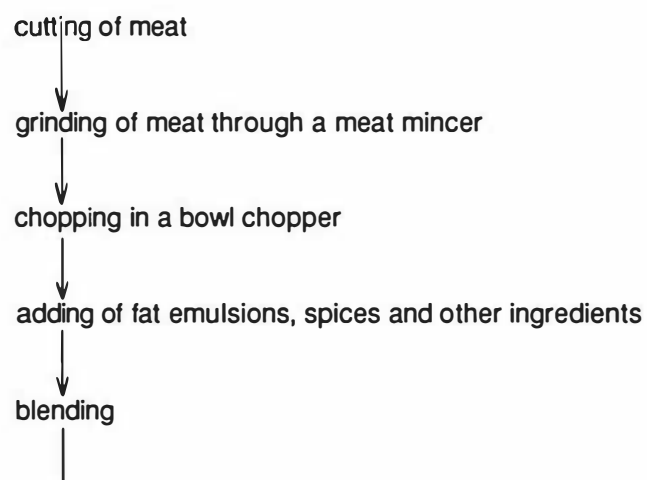 cutting of meat
grinding of meat through a meat mincer
chopping in a bowl chopper
adding of fat emulsions, spices and other ingredients
blending